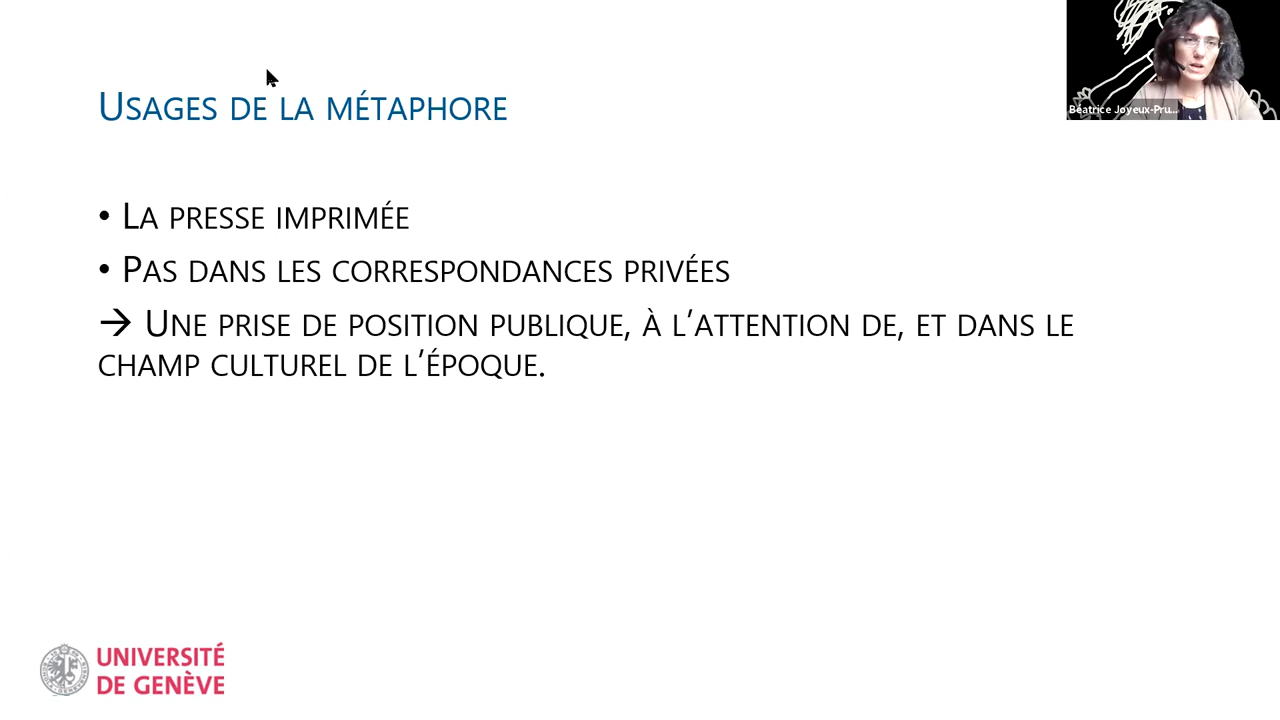 Usages de la métaphore
Béatrice Joyeux-Pru...
• La presse imprimée
• Pas dans les correspondances privées
→ Une prise de position publique, à l’attention de, et dans le
champ culturel de l’époque.
UNIVERSITÉ
DE GENÈVE